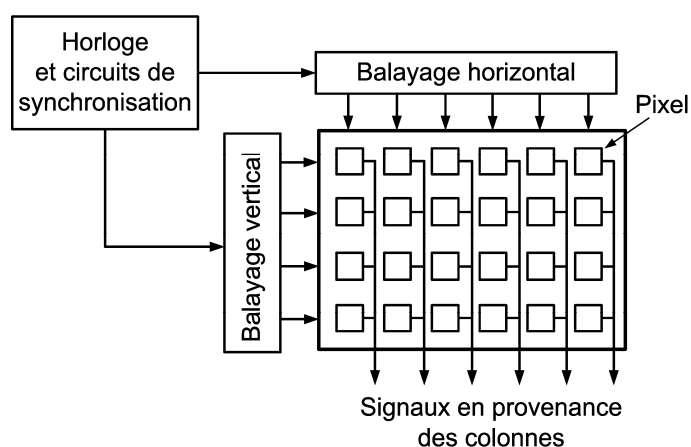 Horloge
et circuits de
synchronisation
Balayage horizontal
Pixel
Balayage vertical
Signaux en provenance
des colonnes